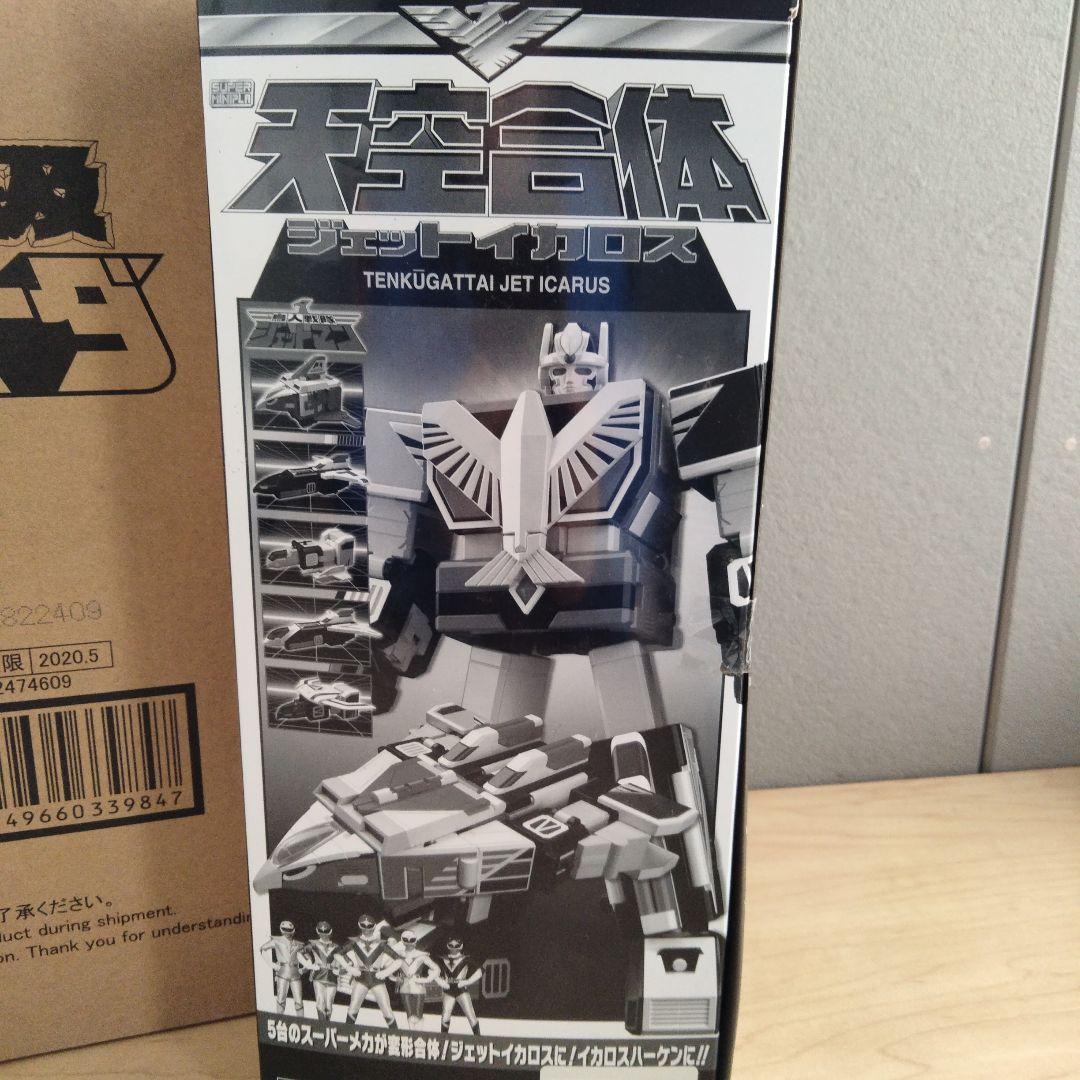 SUPER MINIPLA
天空合体
ジェットイカロス
TENKŪGATTAI JET ICARUS
鳥人戦隊
ジェットマン
5台のスーパーメカが変形合体!ジェットイカロスに!イカロスハーケンに!!
822409
限 2020.5
2474609
49660339847
了承ください。
duct during shipment.
on. Thank you for understandin